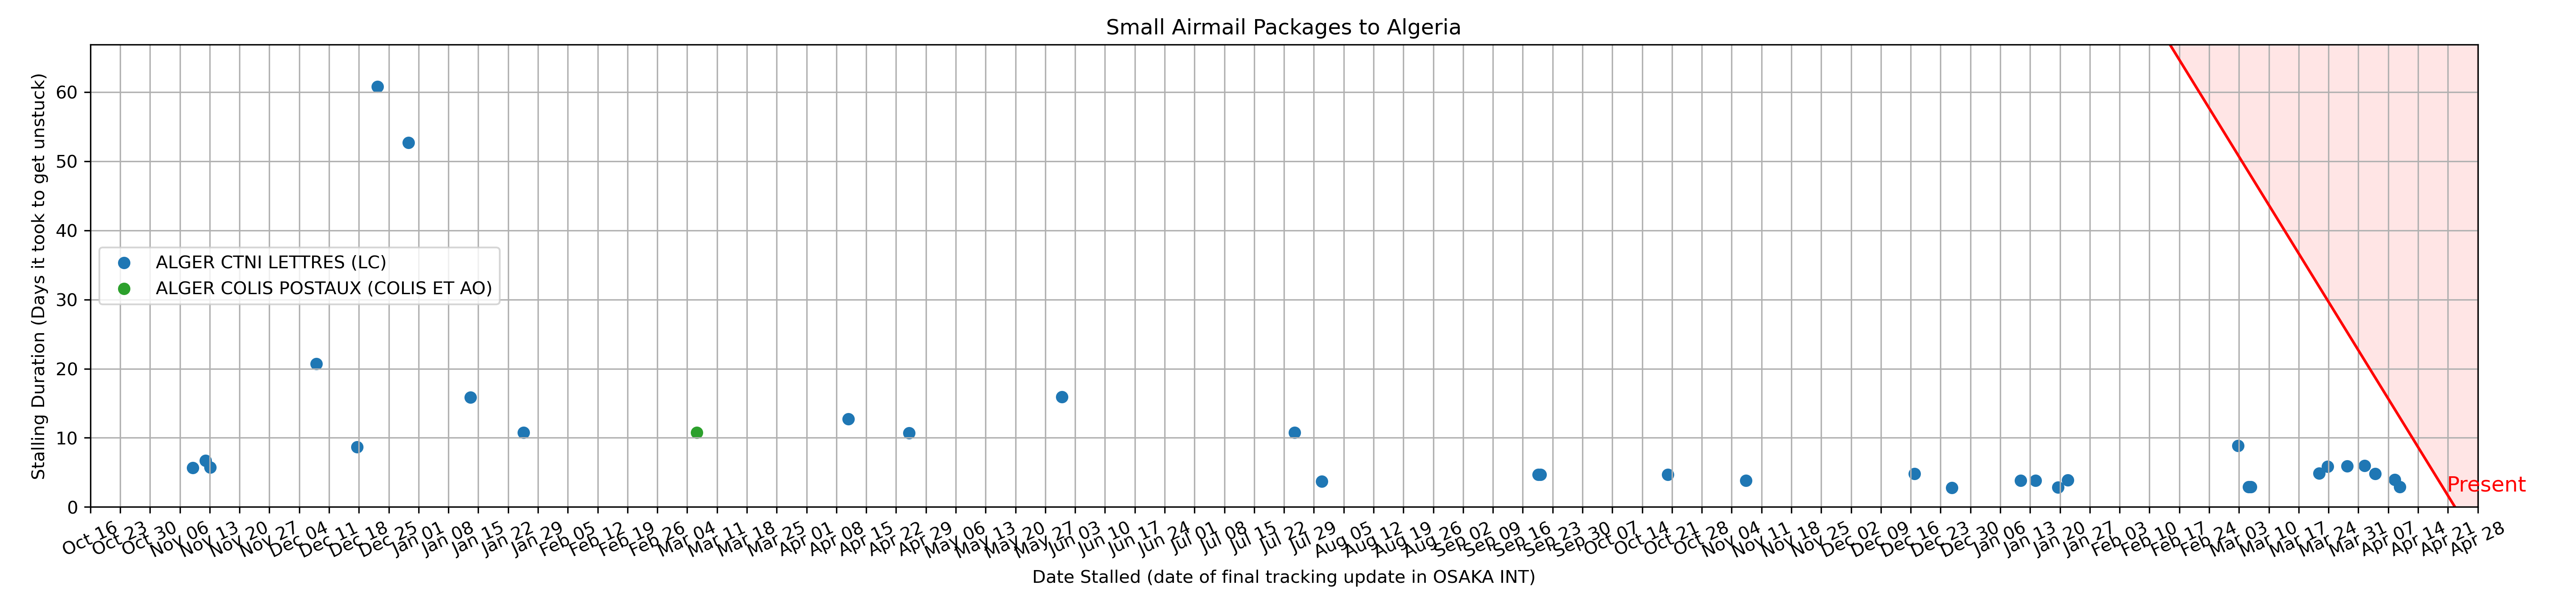 Small Airmail Packages to Algeria
Stalling Duration (Days it took to get unstuck)
60
50
40
30
20
10
0
ALGER CTNI LETTRES (LC)
ALGER COLIS POSTAUX (COLIS ET AO)
Present
Oct 16
Oct 23
Oct 30
Nov 06
Nov 13
Nov 20
Nov 27
Dec 04
Dec 11
Dec 18
Dec 25
Jan 01
Jan 08
Jan 15
Jan 22
Jan 29
Feb 05
Feb 12
Feb 19
Feb 26
Mar 04
Mar 11
Mar 18
Mar 25
Apr 01
Apr 08
Apr 15
Apr 22
Apr 29
May 06
May 13
May 20
May 27
Jun 03
Jun 10
Jun 17
Jun 24
Jul 01
Jul 08
Jul 15
Jul 22
Jul 29
Aug 05
Aug 12
Aug 19
Aug 26
Sep 02
Sep 09
Sep 16
Sep 23
Sep 30
Oct 07
Oct 14
Oct 21
Oct 28
Nov 04
Nov 11
Nov 18
Nov 25
Dec 02
Dec 09
Dec 16
Dec 23
Dec 30
Jan 06
Jan 13
Jan 20
Jan 27
Feb 03
Feb 10
Feb 17
Feb 24
Mar 03
Mar 10
Mar 17
Mar 24
Mar 31
Apr 07
Apr 14
Apr 21
Apr 28
Date Stalled (date of final tracking update in OSAKA INT)